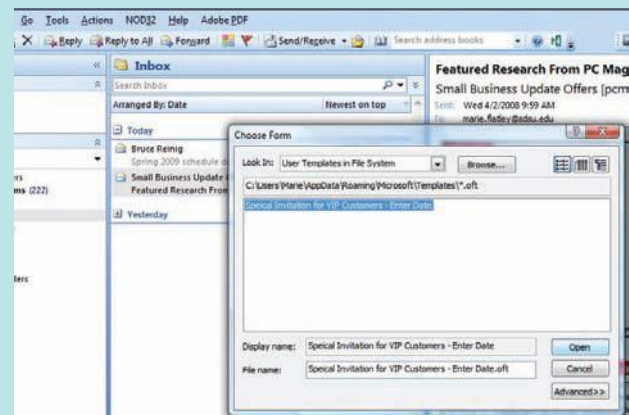 Go Tools Actions NOD32 Help Adobe PDF
Reply Reply to All Forward Send/Receive Search address books
Inbox
Search Inbox
Arranged By: Date Newest on top
Today
Bruce Reinig
Spring 2009 schedule
Small Business Update
Featured Research From
Yesterday
ms (222)
Featured Research From PC Mag
Small Business Update Offers [pcm
Sent: Wed 4/2/2008 9:59 AM
To: marie.flatley@sdsu.edu
Choose Form
Look In: User Templates in File System Browse...
C:\Users\Marie\AppData\Roaming\Microsoft\Templates\*.oft
Speical Invitation for VIP Customers - Enter Date
Display name: Speical Invitation for VIP Customers - Enter Date Open
File name: Speical Invitation for VIP Customers - Enter Date.oft Cancel
Advanced >>